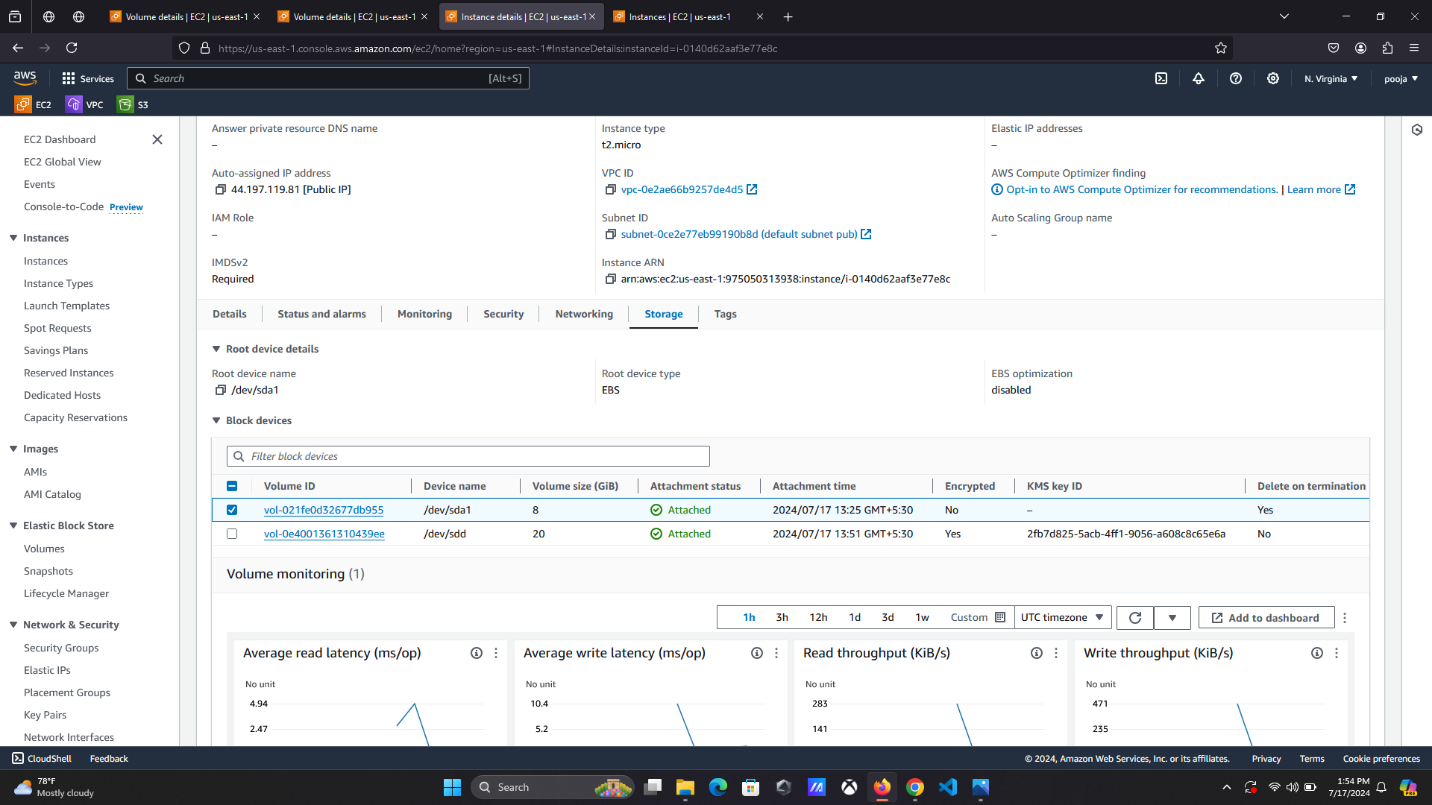 Volume details | EC2 | us-east-1
Volume details | EC2 | us-east-1
Instance details | EC2 | us-east-1
Instances | EC2 | us-east-1
https://us-east-1.console.aws.amazon.com/ec2/home?region=us-east-1#InstanceDetails:instanceId=i-0140d62aaf3e77e8c
aws Services Search [Alt+S] N. Virginia pooja
EC2 VPC S3
EC2 Dashboard
EC2 Global View
Events
Console-to-Code Preview
Instances
Instances
Instance Types
Launch Templates
Spot Requests
Savings Plans
Reserved Instances
Dedicated Hosts
Capacity Reservations
Images
AMIs
AMI Catalog
Elastic Block Store
Volumes
Snapshots
Lifecycle Manager
Network & Security
Security Groups
Elastic IPs
Placement Groups
Key Pairs
Network Interfaces
Answer private resource DNS name
–
Instance type
t2.micro
Elastic IP addresses
–
Auto-assigned IP address
44.197.119.81 [Public IP]
VPC ID
vpc-0e2ae66b9257de4d5
AWS Compute Optimizer finding
Opt-in to AWS Compute Optimizer for recommendations. | Learn more
IAM Role
–
Subnet ID
subnet-0ce2e77eb99190b8d (default subnet pub)
Auto Scaling Group name
–
IMDSv2
Required
Instance ARN
arn:aws:ec2:us-east-1:975050313938:instance/i-0140d62aaf3e77e8c
Details Status and alarms Monitoring Security Networking Storage Tags
Root device details
Root device name
/dev/sda1
Root device type
EBS
EBS optimization
disabled
Block devices
Filter block devices
Volume ID Device name Volume size (GiB) Attachment status Attachment time Encrypted KMS key ID Delete on termination
vol-021fe0d32677db955 /dev/sda1 8 Attached 2024/07/17 13:25 GMT+5:30 No – Yes
vol-0e4001361310439ee /dev/sdd 20 Attached 2024/07/17 13:51 GMT+5:30 Yes 2fb7d825-5acb-4ff1-9056-a608c8c65e6a No
Volume monitoring (1)
1h 3h 12h 1d 3d 1w Custom UTC timezone Add to dashboard
Average read latency (ms/op)
No unit
4.94
2.47
Average write latency (ms/op)
No unit
10.4
5.2
Read throughput (KiB/s)
No unit
283
141
Write throughput (KiB/s)
No unit
471
235
CloudShell Feedback © 2024, Amazon Web Services, Inc. or its affiliates. Privacy Terms Cookie preferences
78°F
Mostly cloudy
Search
1:54 PM
7/17/2024